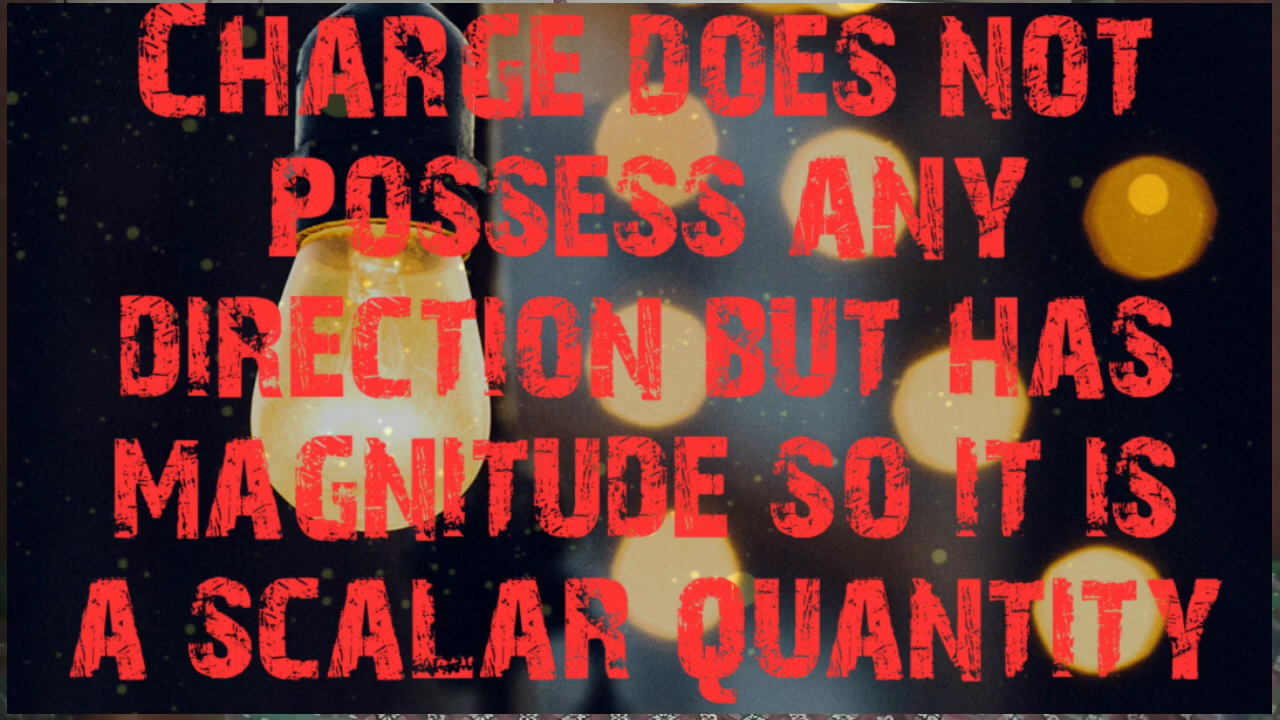 Charge does not
possess any
direction but has
magnitude so it is
a scalar Quantity